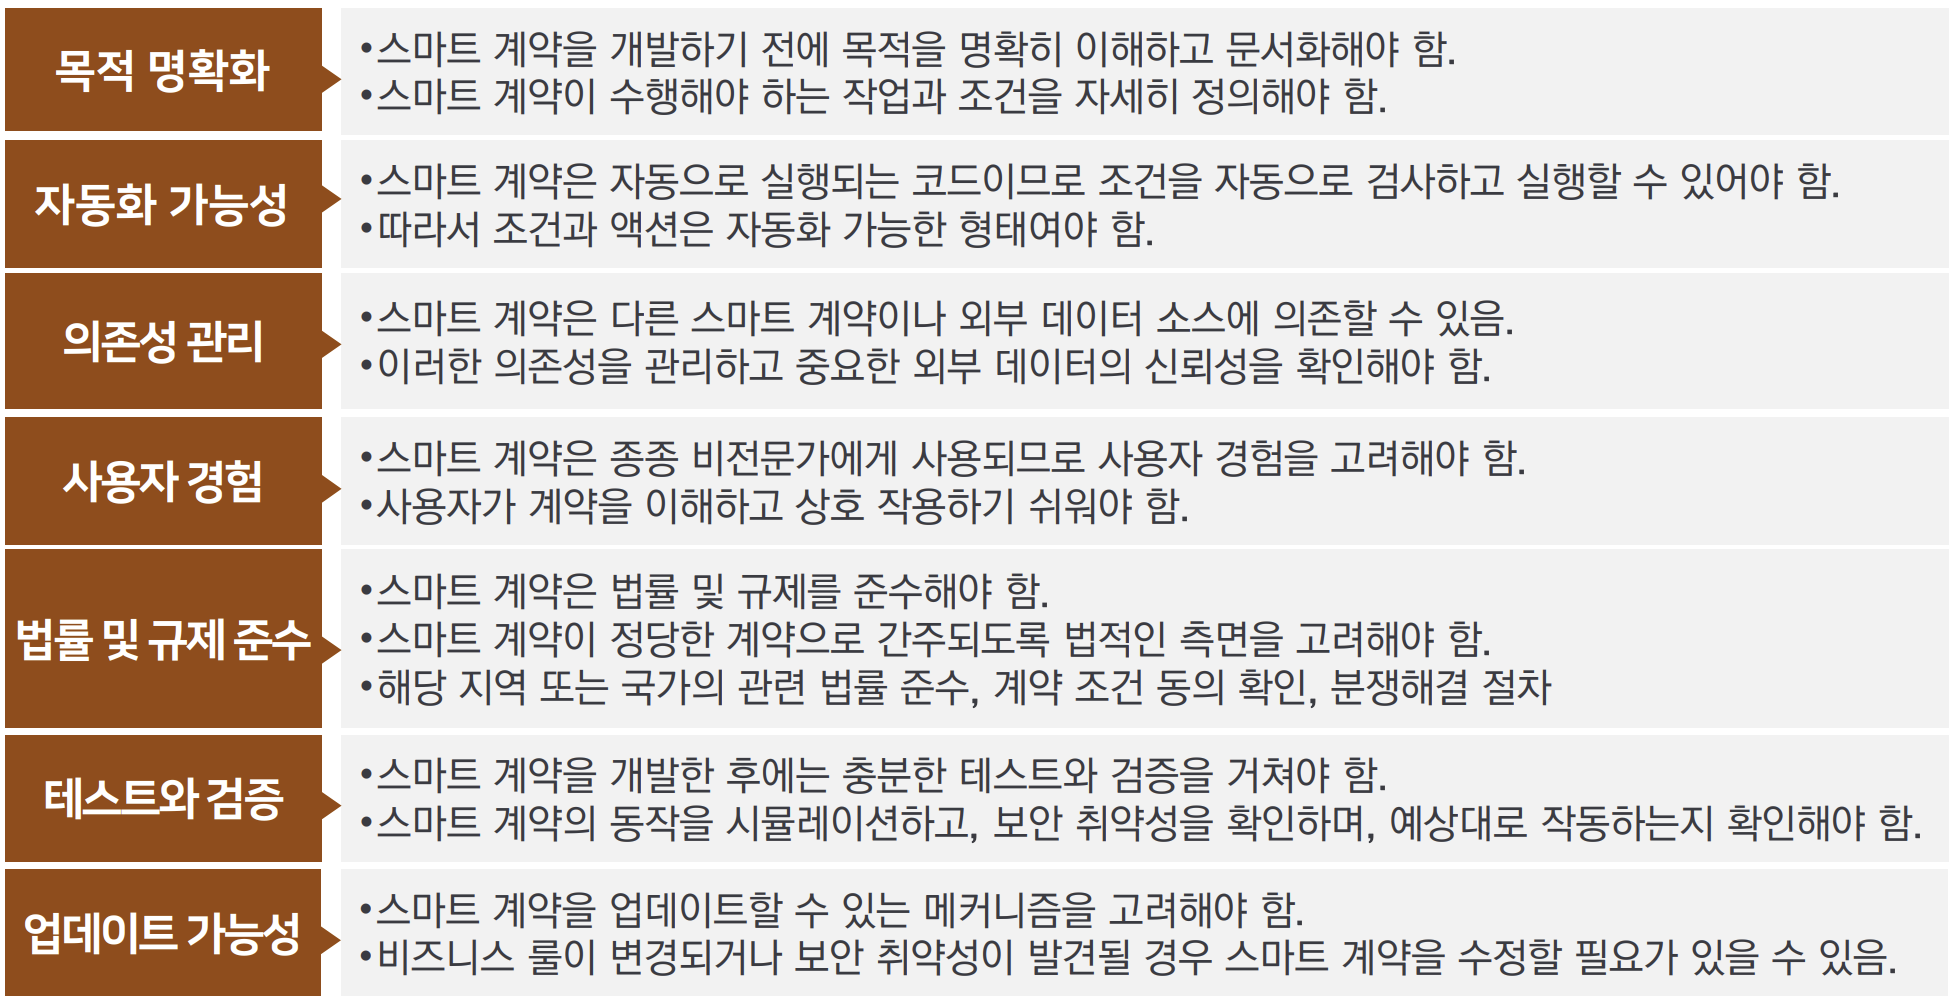 목적 명확화
•스마트 계약을 개발하기 전에 목적을 명확히 이해하고 문서화해야 함.
•스마트 계약이 수행해야 하는 작업과 조건을 자세히 정의해야 함.
자동화 가능성
•스마트 계약은 자동으로 실행되는 코드이므로 조건을 자동으로 검사하고 실행할 수 있어야 함.
•따라서 조건과 액션은 자동화 가능한 형태여야 함.
의존성 관리
•스마트 계약은 다른 스마트 계약이나 외부 데이터 소스에 의존할 수 있음.
•이러한 의존성을 관리하고 중요한 외부 데이터의 신뢰성을 확인해야 함.
사용자 경험
•스마트 계약은 종종 비전문가에게 사용되므로 사용자 경험을 고려해야 함.
•사용자가 계약을 이해하고 상호 작용하기 쉬워야 함.
법률 및 규제 준수
•스마트 계약은 법률 및 규제를 준수해야 함.
•스마트 계약이 정당한 계약으로 간주되도록 법적인 측면을 고려해야 함.
•해당 지역 또는 국가의 관련 법률 준수, 계약 조건 동의 확인, 분쟁해결 절차
테스트와 검증
•스마트 계약을 개발한 후에는 충분한 테스트와 검증을 거쳐야 함.
•스마트 계약의 동작을 시뮬레이션하고, 보안 취약성을 확인하며, 예상대로 작동하는지 확인해야 함.
업데이트 가능성
•스마트 계약을 업데이트할 수 있는 메커니즘을 고려해야 함.
•비즈니스 룰이 변경되거나 보안 취약성이 발견될 경우 스마트 계약을 수정할 필요가 있을 수 있음.